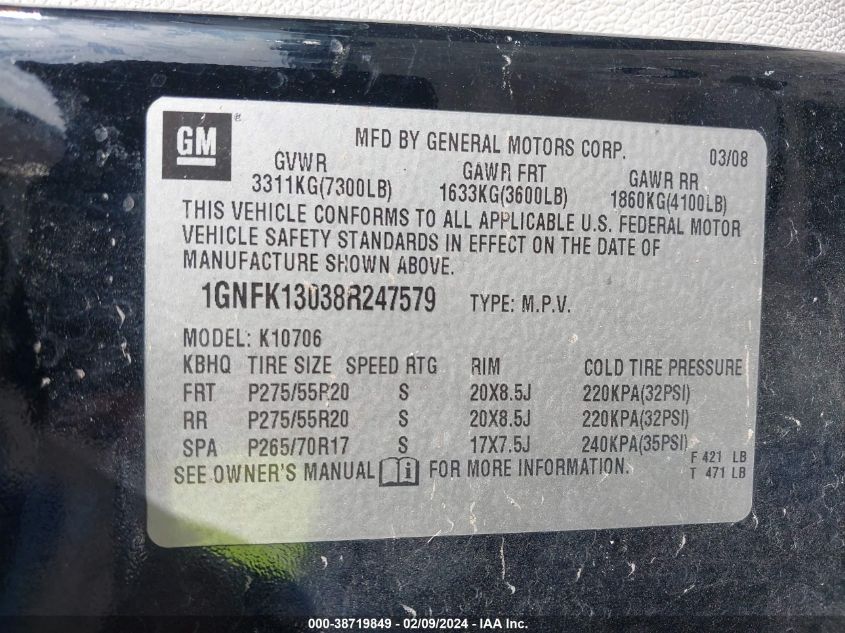 GM ® MFD BY GENERAL MOTORS CORP. 03/08
GVWR GAWR FRT GAWR RR
3311KG(7300LB) 1633KG(3600LB) 1860KG(4100LB)
THIS VEHICLE CONFORMS TO ALL APPLICABLE U.S. FEDERAL MOTOR
VEHICLE SAFETY STANDARDS IN EFFECT ON THE DATE OF
MANUFACTURE SHOWN ABOVE.
1GNFK13038R247579 TYPE: M.P.V.
MODEL: K10706
KBHQ TIRE SIZE SPEED RTG RIM COLD TIRE PRESSURE
FRT P275/55R20 S 20X8.5J 220KPA(32PSI)
RR P275/55R20 S 20X8.5J 220KPA(32PSI)
SPA P265/70R17 S 17X7.5J 240KPA(35PSI)
F 421 LB
SEE OWNER'S MANUAL i FOR MORE INFORMATION. T 471 LB
000-38719849 - 02/09/2024 - IAA Inc.